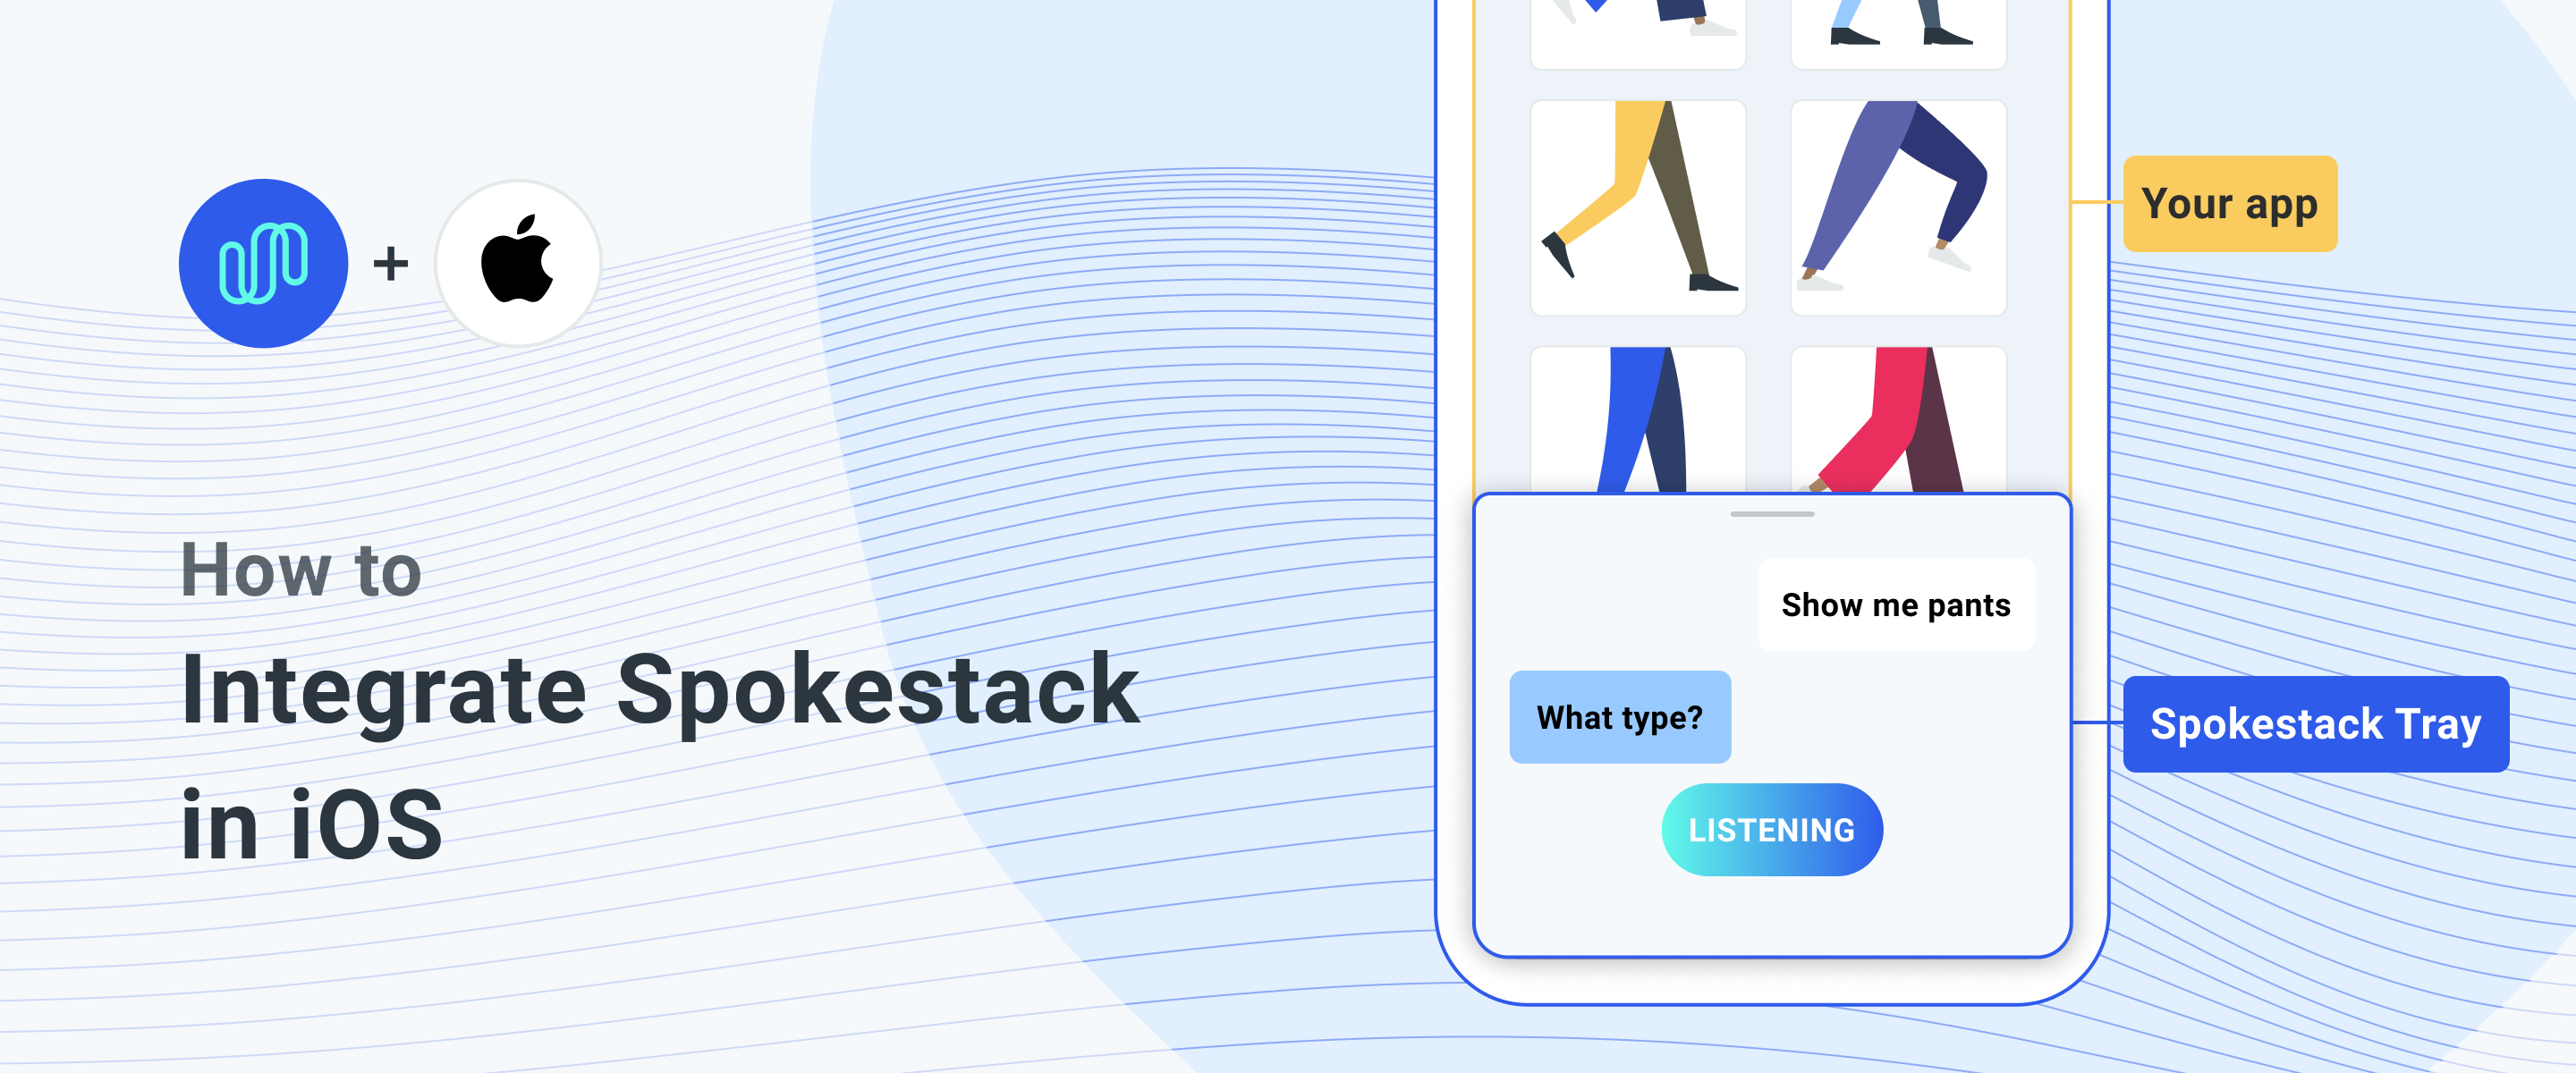 +
How to
Integrate Spokestack
in iOS
Your app
Show me pants
What type?
Spokestack Tray
LISTENING